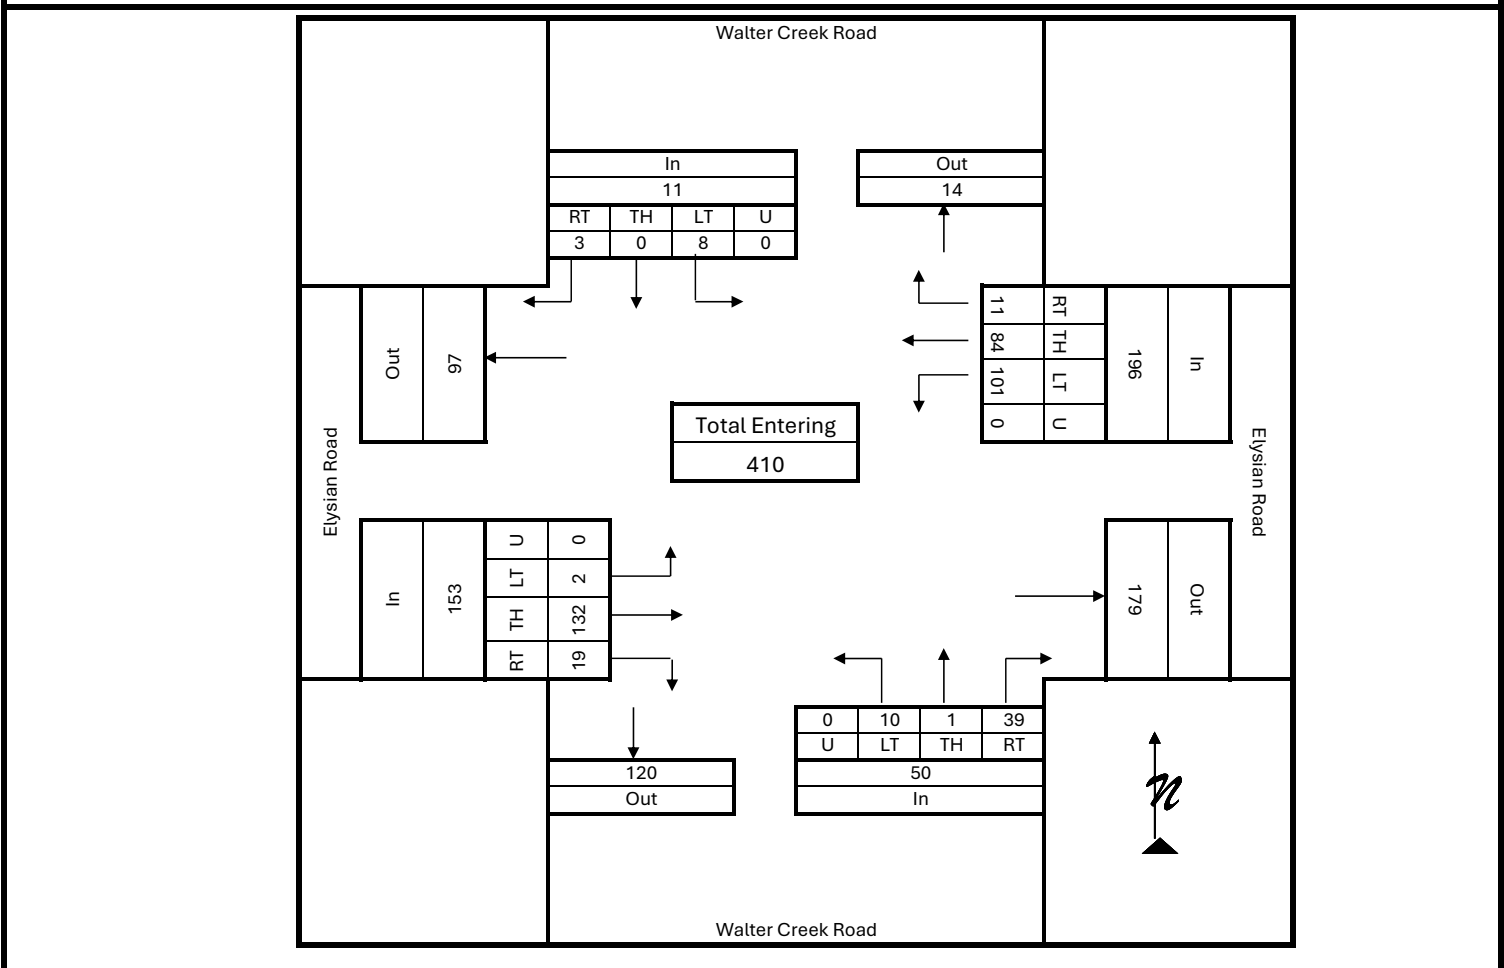 Walter Creek Road
In
11
RT TH LT U
3 0 8 0
Out
14
Out
97
11 RT
84 TH
101 LT
0 U
196
In
Total Entering
410
Elysian Road
Elysian Road
In
153
U 0
LT 2
TH 132
RT 19
179
Out
0 10 1 39
U LT TH RT
50
In
120
Out
N
Walter Creek Road